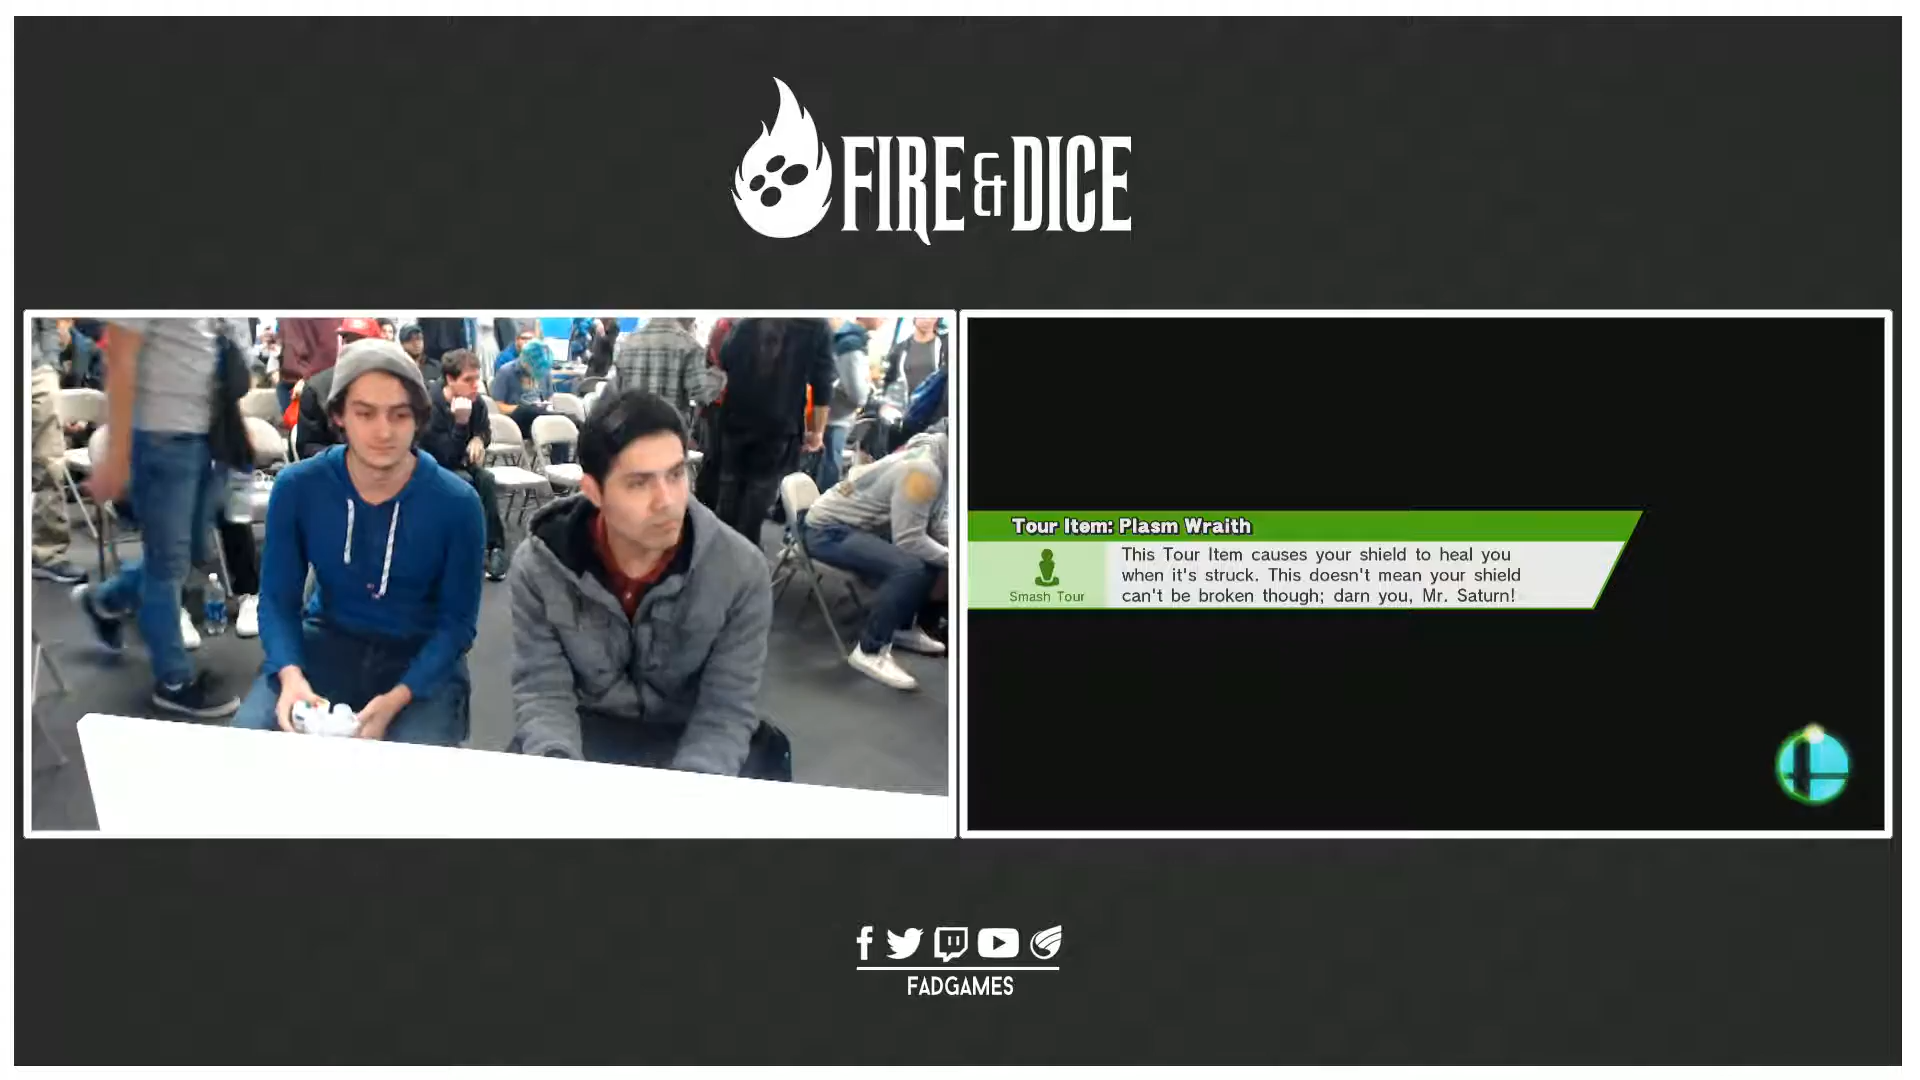 FIRE & DICE
Tour Item: Plasm Wraith
This Tour Item causes your shield to heal you
when it's struck. This doesn't mean your shield
can't be broken though; darn you, Mr. Saturn!
Smash Tour
FADGAMES